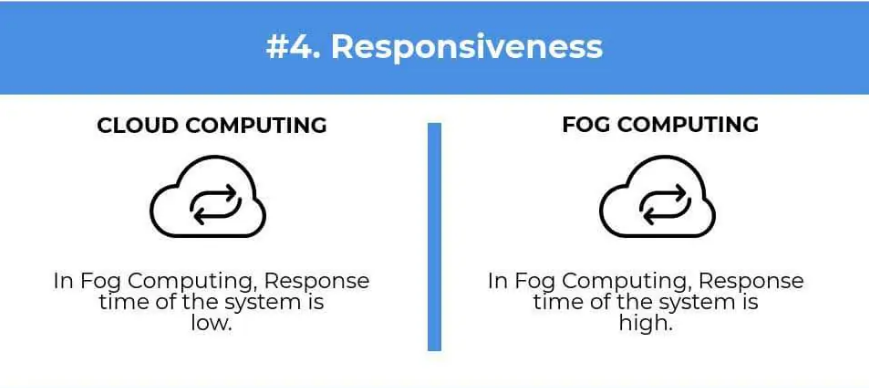 #4. Responsiveness
CLOUD COMPUTING
In Fog Computing, Response
time of the system is
low.
FOG COMPUTING
In Fog Computing, Response
time of the system is
high.